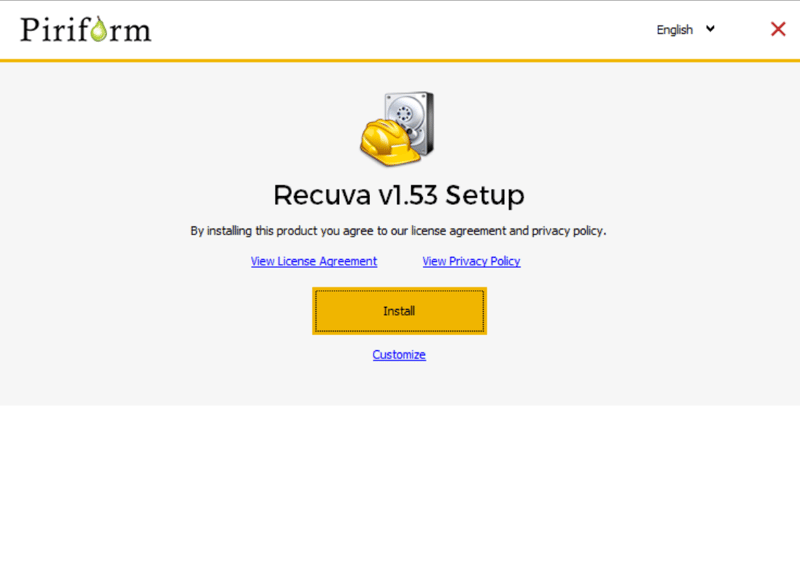 Piriform
English
Recuva v1.53 Setup
By installing this product you agree to our license agreement and privacy policy.
View License Agreement View Privacy Policy
Install
Customize